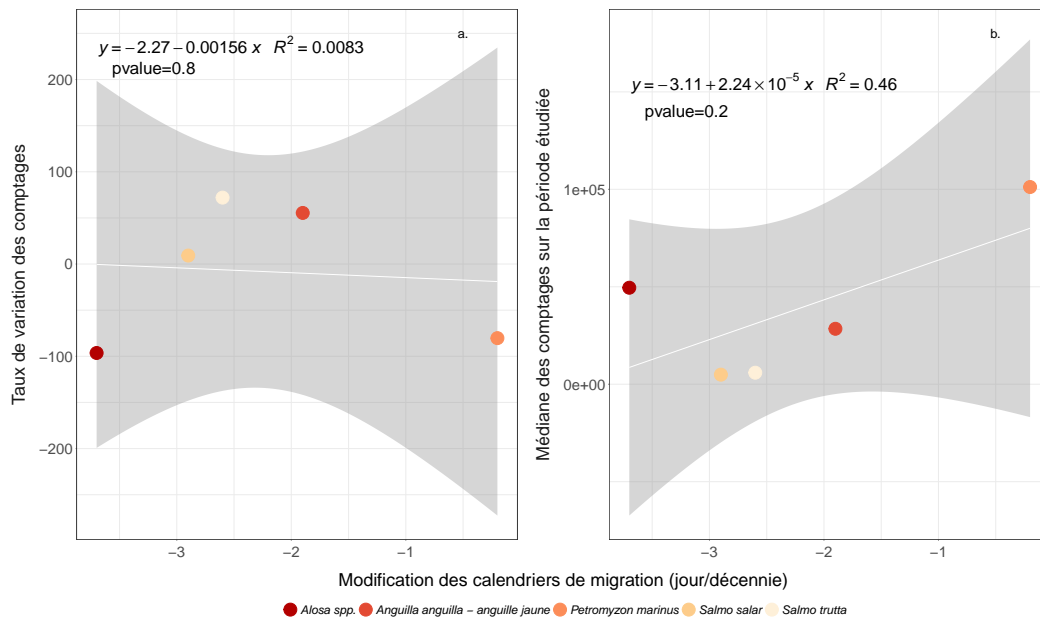 a.
y = −2.27 − 0.00156 x R² = 0.0083
pvalue=0.8
200
100
0
−100
−200
−3
−2
−1
Taux de variation des comptages
b.
y = −3.11 + 2.24 × 10⁻⁵ x R² = 0.46
pvalue=0.2
1e+05
0e+00
−3
−2
−1
Médiane des comptages sur la période étudiée
Modification des calendriers de migration (jour/décennie)
Alosa spp. Anguilla anguilla − anguille jaune Petromyzon marinus Salmo salar Salmo trutta